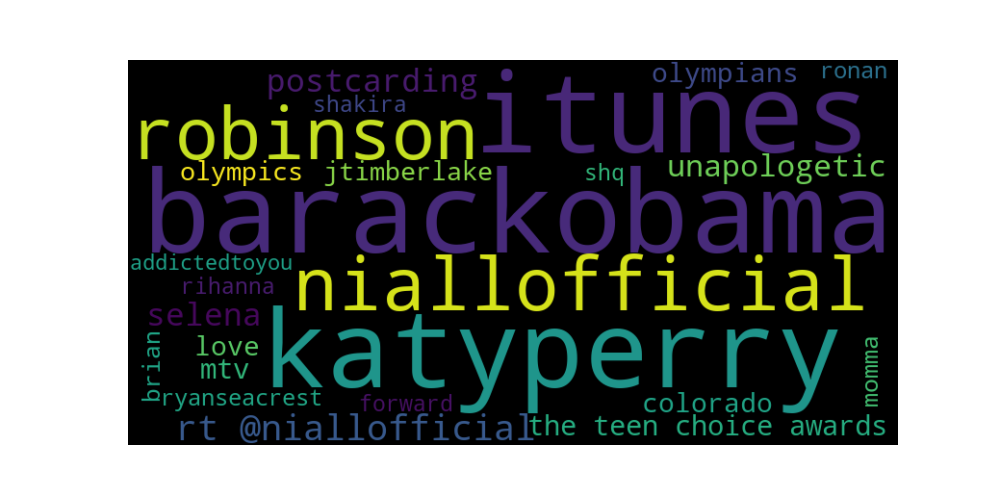 postcarding
itunes
olympians
ronan
shakira
robinson
olympics
jtimberlake
shq
unapologetic
barackobama
addictedtoyou
niallofficial
rihanna
selena
katyperry
love
mtv
brian
momma
bryanseacrest
forward
colorado
rt @niallofficial
the teen choice awards